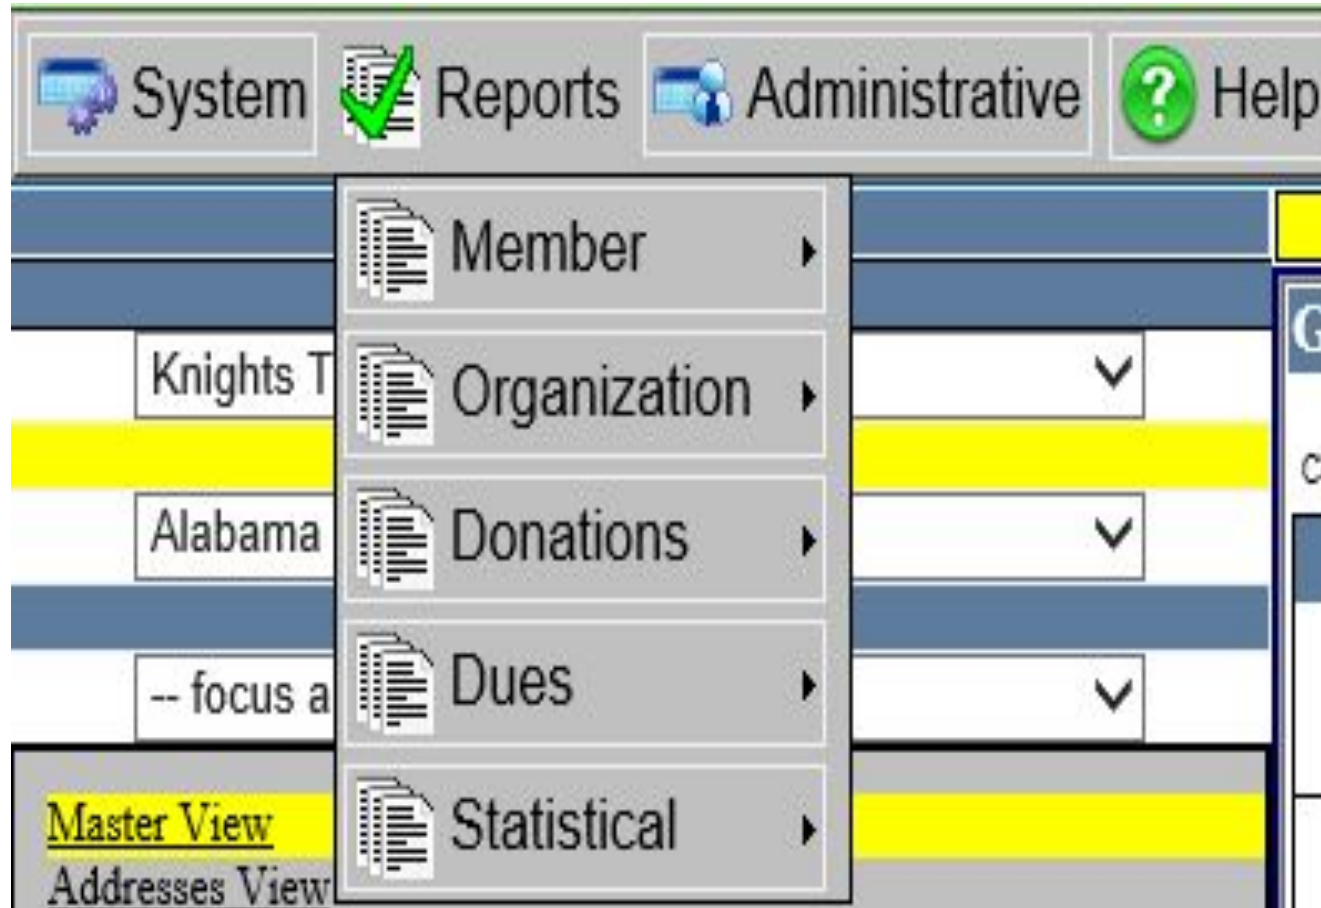 System Reports Administrative Help
Member
G
Knights T
Organization
c
Alabama
Donations
-- focus a
Dues
Master View
Statistical
Addresses View